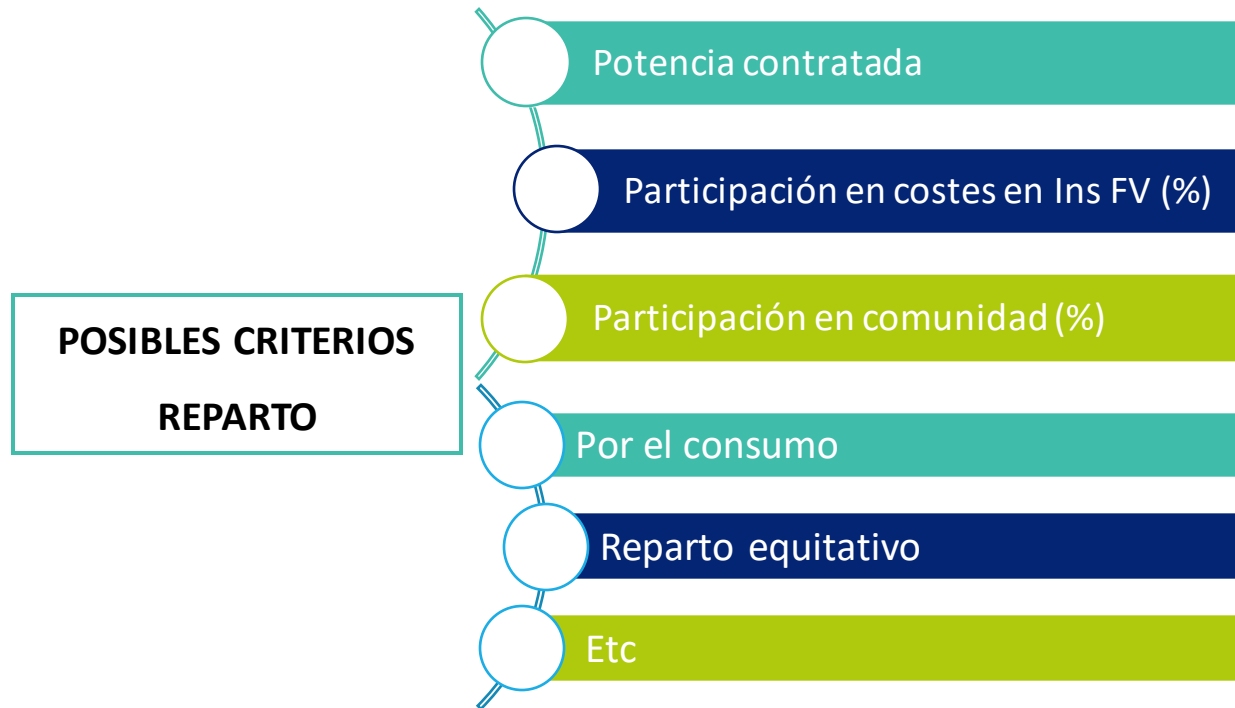 POSIBLES CRITERIOS
REPARTO
Potencia contratada
Participación en costes en Ins FV (%)
Participación en comunidad (%)
Por el consumo
Reparto equitativo
Etc